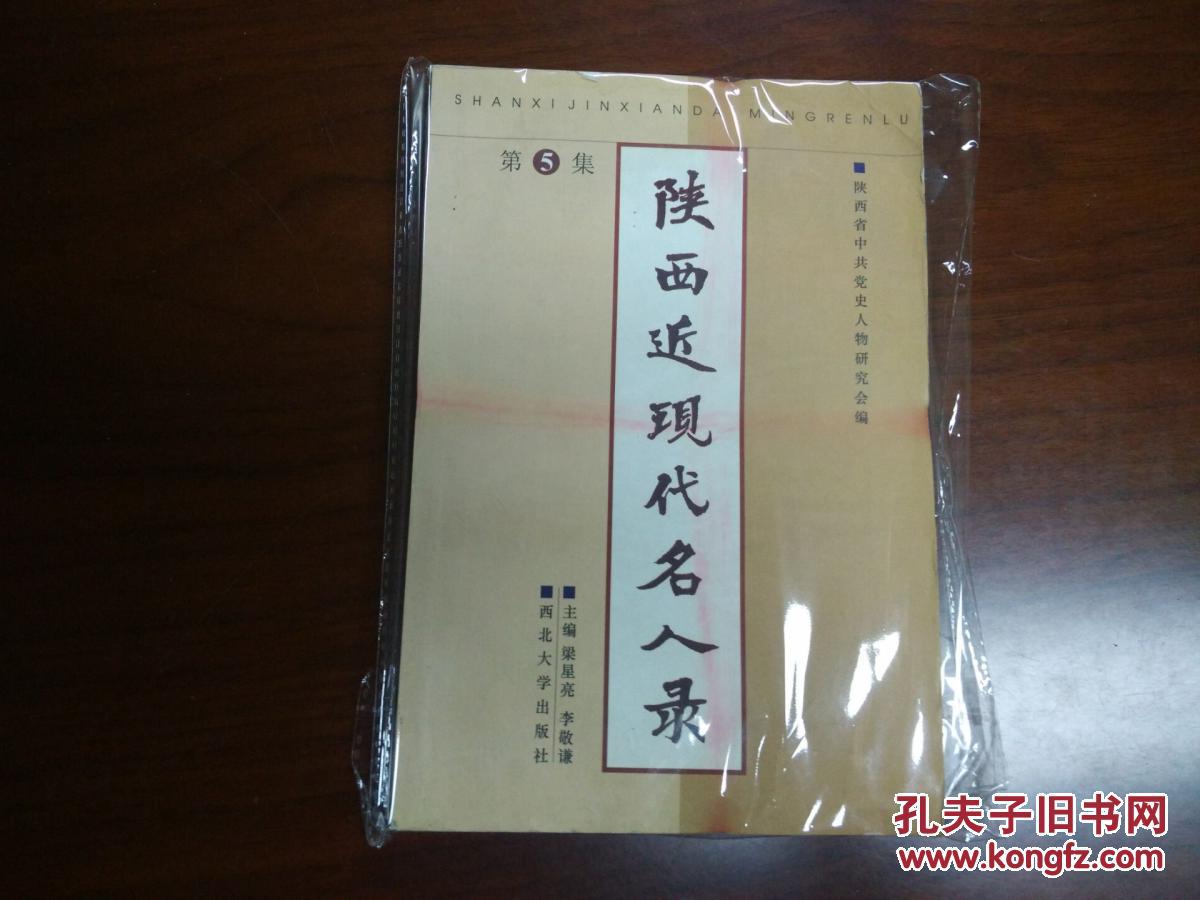 SHANXI JINXIANDAI MINGRENLU
第5集
陕西近現代名人录
陕西省中共党史人物研究会编
主编 梁星亮 李敬谦
西北大学出版社
孔夫子旧书网
www.kongfz.com